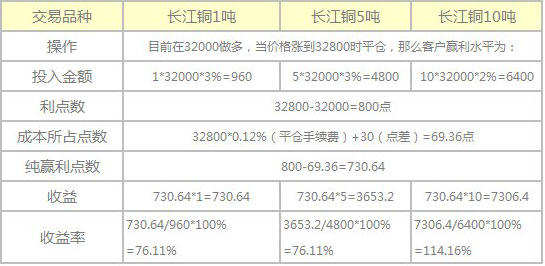 交易品种 长江铜1吨 长江铜5吨 长江铜10吨
操作 目前在32000做多，当价格涨到32800时平仓，那么客户赢利水平为：
投入金额 1*32000*3%=960 5*32000*3%=4800 10*32000*2%=6400
利点数 32800-32000=800点
成本所占点数 32800*0.12%（平仓手续费）+30（点差）=69.36点
纯赢利点数 800-69.36=730.64
收益 730.64*1=730.64 730.64*5=3653.2 730.64*10=7306.4
收益率 730.64/960*100% 3653.2/4800*100% 7306.4/6400*100%
=76.11% =76.11% =114.16%